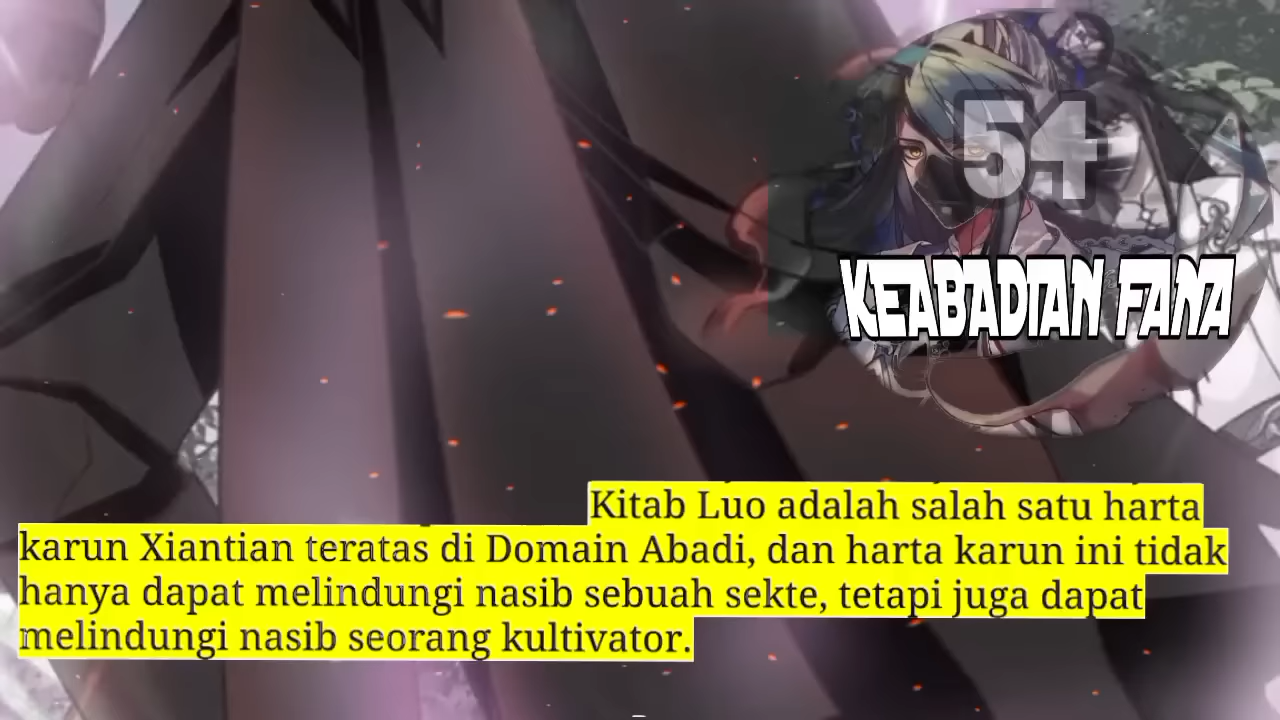 54
KEABADIAN FANA
Kitab Luo adalah salah satu harta
karun Xiantian teratas di Domain Abadi, dan harta karun ini tidak
hanya dapat melindungi nasib sebuah sekte, tetapi juga dapat
melindungi nasib seorang kultivator.